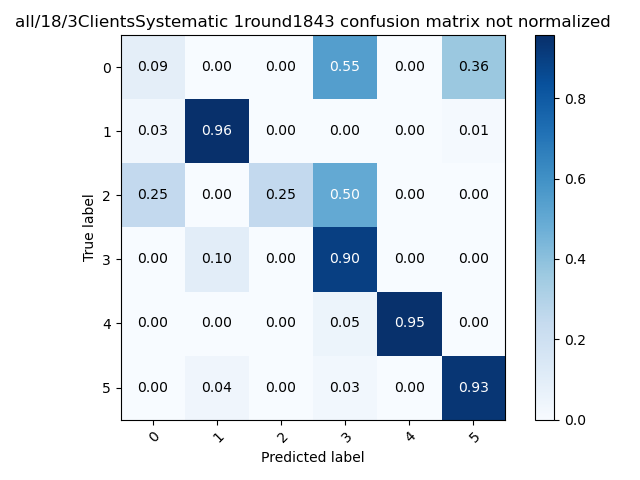 all/18/3ClientsSystematic 1round1843 confusion matrix not normalized
0 0.09 0.00 0.00 0.55 0.00 0.36
1 0.03 0.96 0.00 0.00 0.00 0.01
2 0.25 0.00 0.25 0.50 0.00 0.00
3 0.00 0.10 0.00 0.90 0.00 0.00
4 0.00 0.00 0.00 0.05 0.95 0.00
5 0.00 0.04 0.00 0.03 0.00 0.93
0 1 2 3 4 5
True label
Predicted label
0.8
0.6
0.4
0.2
0.0